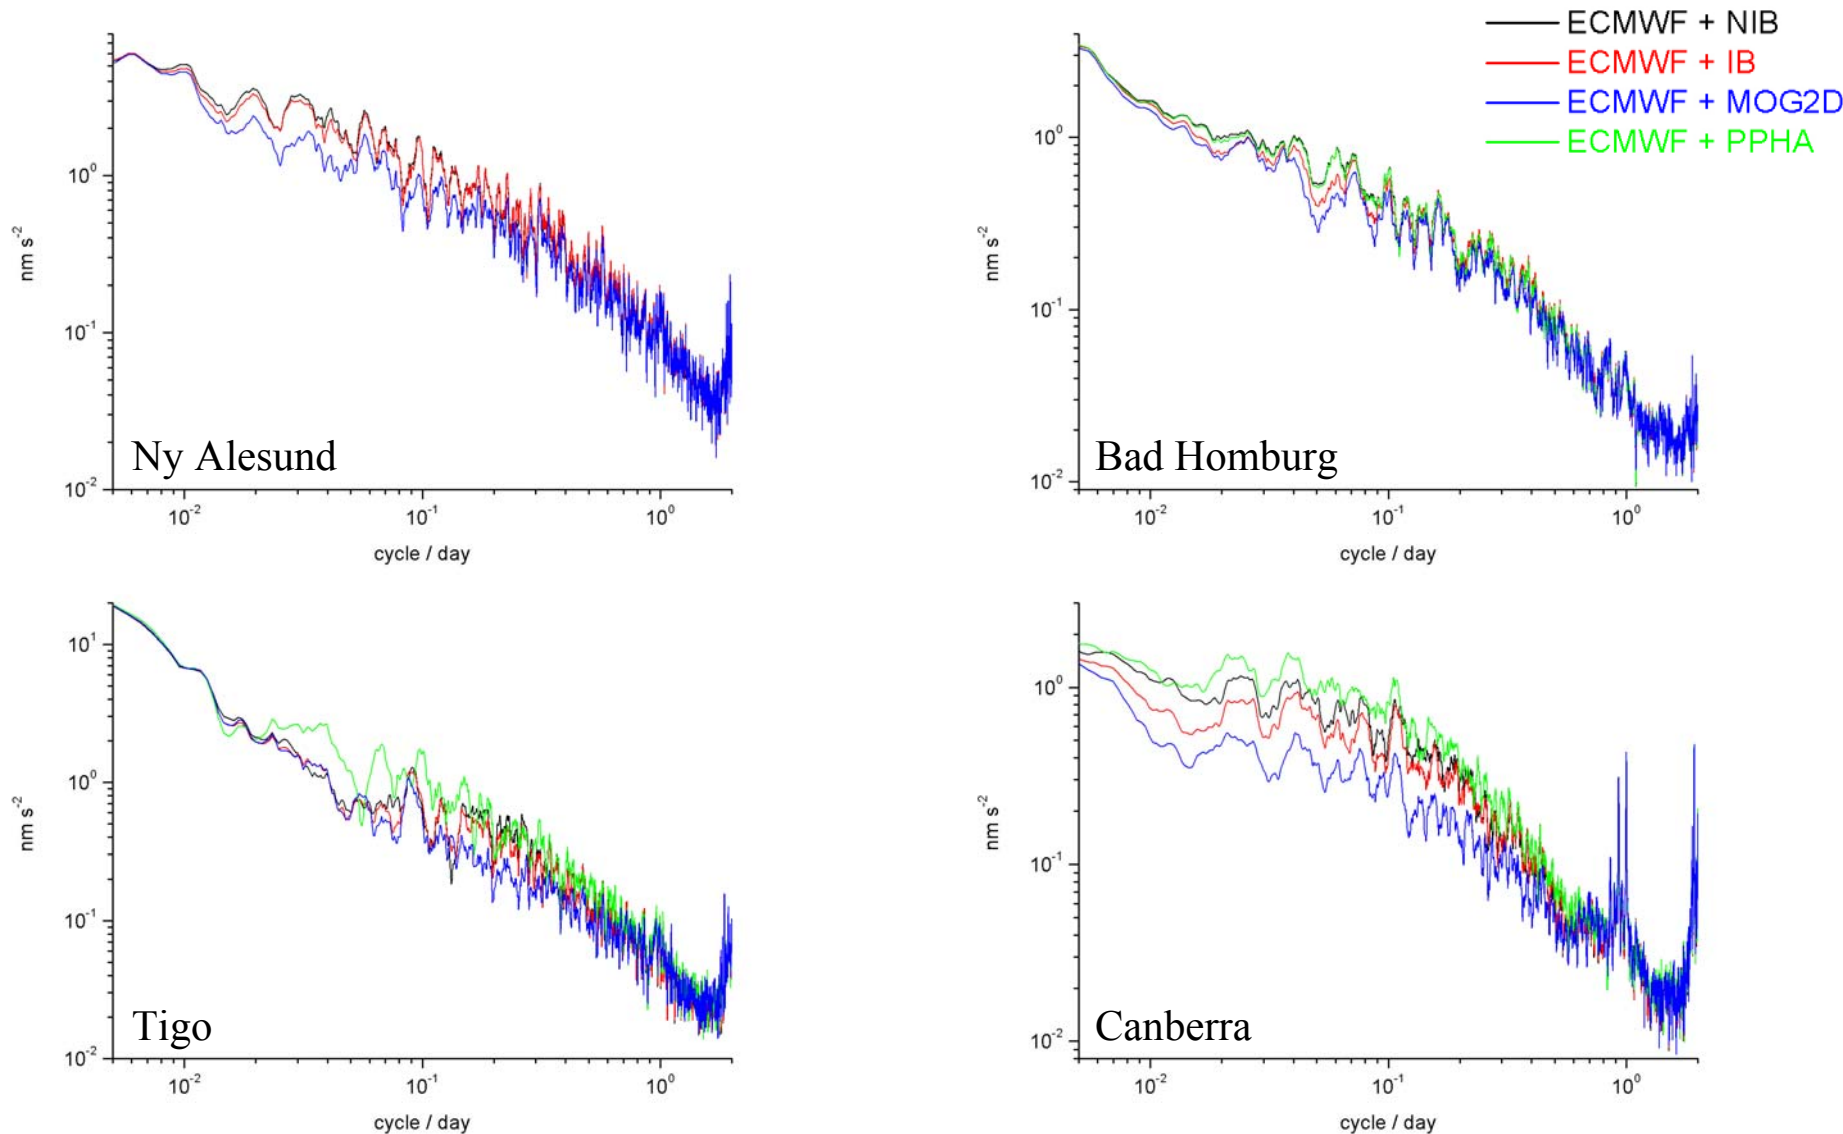 ECMWF + NIB
ECMWF + IB
ECMWF + MOG2D
ECMWF + PPHA
10⁰
10⁻¹
10⁻²
nm s⁻²
Ny Alesund
10⁻² 10⁻¹ 10⁰
cycle / day
10⁰
10⁻¹
10⁻²
nm s⁻²
Bad Homburg
10⁻² 10⁻¹ 10⁰
cycle / day
10¹
10⁰
10⁻¹
10⁻²
nm s⁻²
Tigo
10⁻² 10⁻¹ 10⁰
cycle / day
10⁰
10⁻¹
10⁻²
nm s⁻²
Canberra
10⁻² 10⁻¹ 10⁰
cycle / day